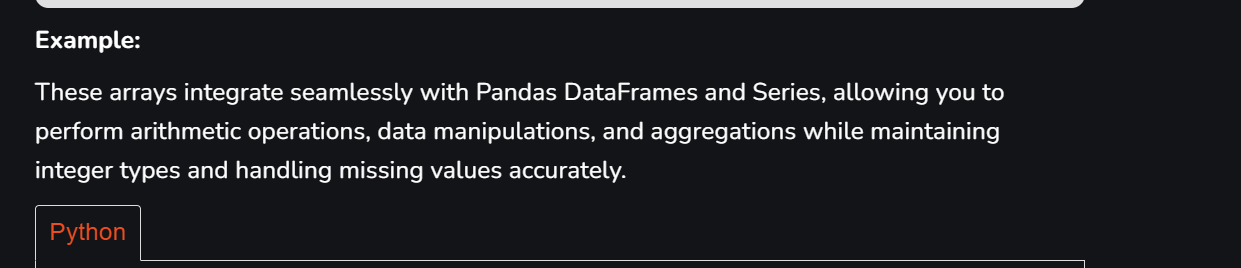 Example:
These arrays integrate seamlessly with Pandas DataFrames and Series, allowing you to
perform arithmetic operations, data manipulations, and aggregations while maintaining
integer types and handling missing values accurately.
Python